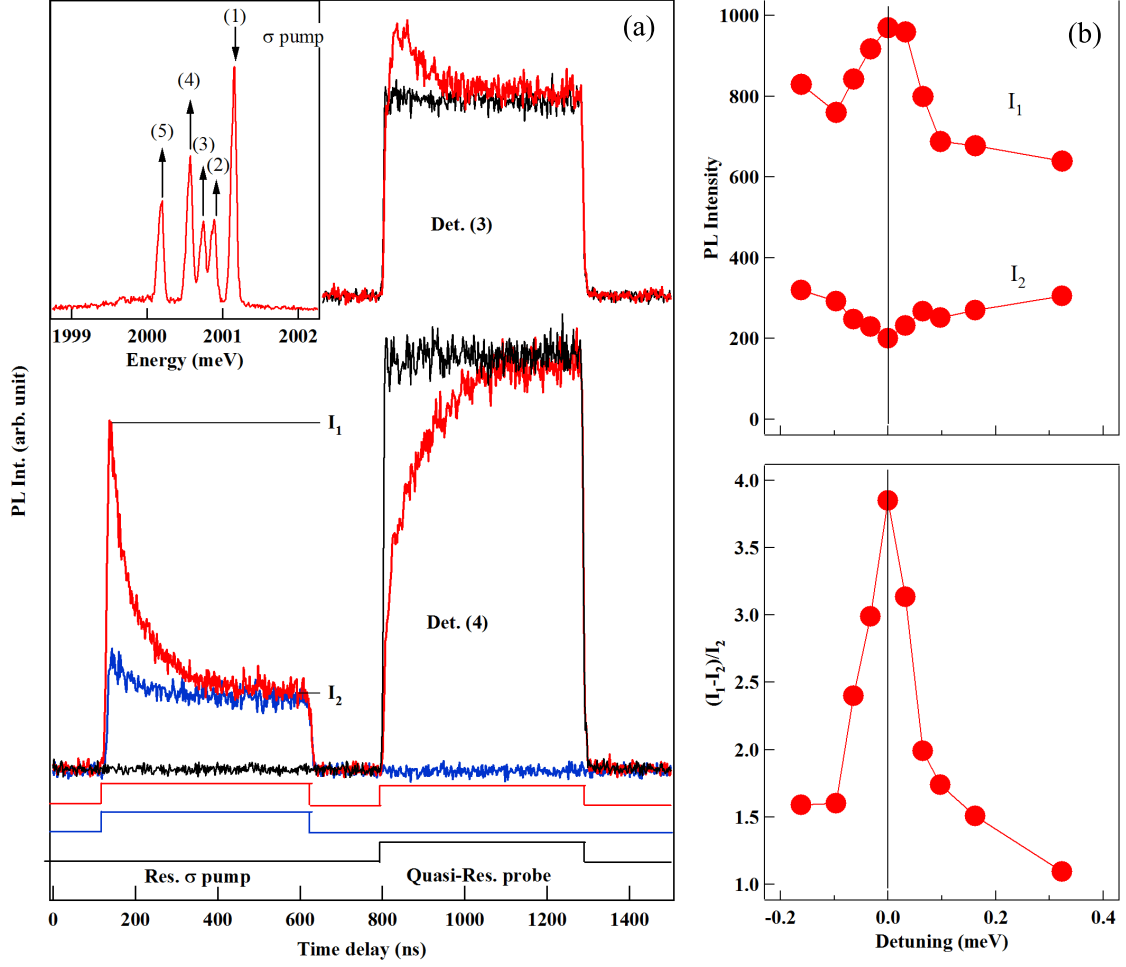 (1)
σ pump
(a)
(4)
(5)
(3)
(2)
1999
2000
2001
2002
Energy (meV)
Det. (3)
I1
I2
Det. (4)
PL Int. (arb. unit)
Res. σ pump
Quasi-Res. probe
0
200
400
600
800
1000
1200
1400
Time delay (ns)
(b)
1000
800
600
400
200
0
PL Intensity
I1
I2
4.0
3.5
3.0
2.5
2.0
1.5
1.0
(I1-I2)/I2
-0.2
0.0
0.2
0.4
Detuning (meV)